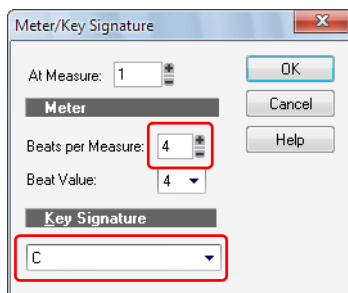 Meter/Key Signature
At Measure: 1
OK
Meter
Cancel
Beats per Measure: 4
Help
Beat Value: 4
Key Signature
C